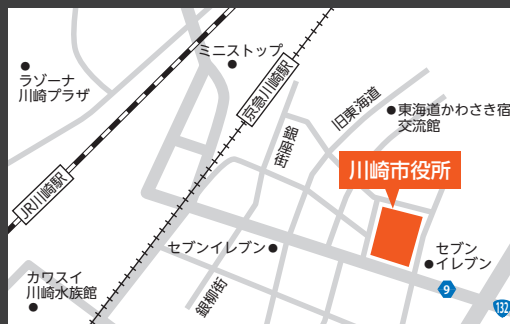 ミニストップ
ラゾーナ
川崎プラザ
京急川崎駅
旧東海道
東海道かわさき宿
交流館
銀座街
川崎市役所
JR川崎駅
セブンイレブン
セブン
イレブン
カワスイ
川崎水族館
銀柳街
9
132